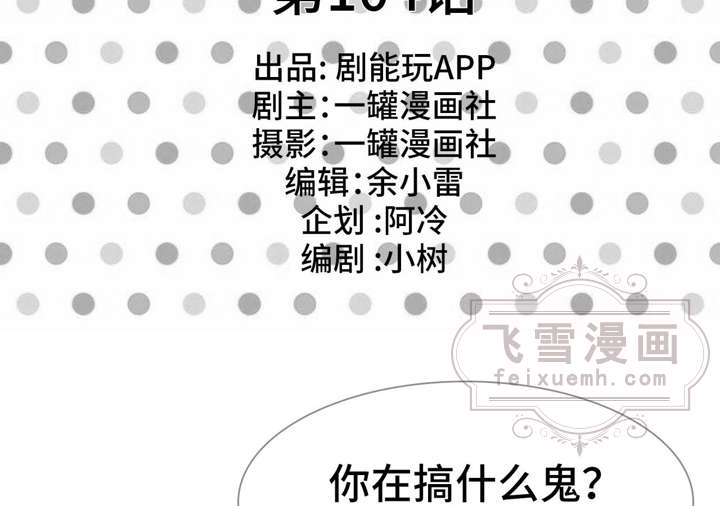 第104话
出品: 剧能玩APP
剧主:一罐漫画社
摄影:一罐漫画社
编辑:余小雷
企划 :阿冷
编剧 :小树
飞雪漫画
feixuemh.com
你在搞什么鬼?